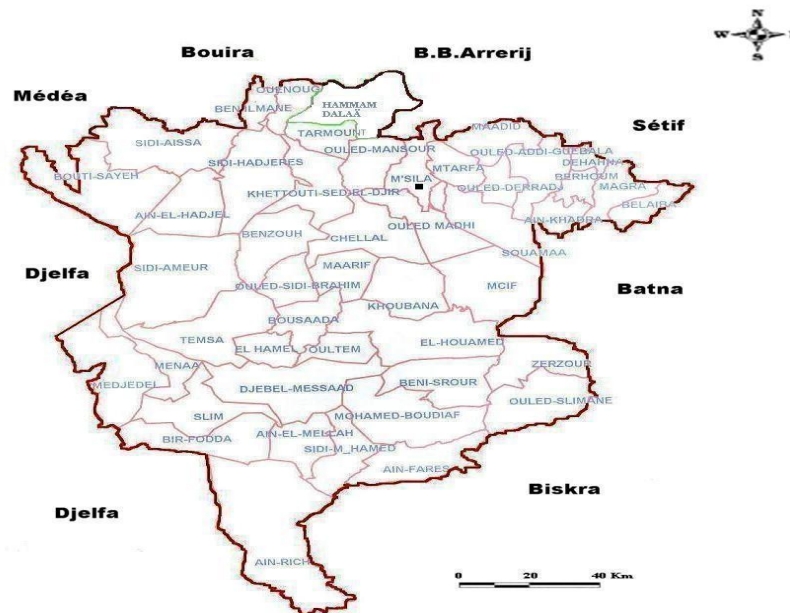 N
W
S
Bouira
B.B.Arrerij
Médéa
Sétif
OUENOUG
BENI ILMANE
HAMMAM
DALAÄ
TARMOUNT
MAADID
SIDI-AISSA
OULED-MANSOUR
OULED-ADDI-GUEBALA
SIDI-HADJERES
DEHANNA
MTARFA
BERHOUM
BOUTI-SAYEH
M'SILA
MAGRA
KHETTOUTI-SED-EL-DJIR
OULED-DERRADJ
BELAIBA
AIN-EL-HADJEL
AIN-KHADRA
OULED MADHI
BENZOUH
CHELLAL
SOUAMAA
SIDI-AMEUR
MAARIF
Djelfa
OULED-SIDI-BRAHIM
MCIF
Batna
KHOUBANA
BOUSAADA
TEMSA
EL HAMEL
OULTEM
EL-HOUAMED
MENAA
ZERZOUR
MEDJEDEL
DJEBEL-MESSAAD
BENI-SROUR
OULED-SLIMANE
SLIM
MOHAMED-BOUDIAF
BIR-FODDA
AIN-EL-MELLAH
SIDI-M_HAMED
AIN-FARES
Biskra
Djelfa
AIN-RICH
0 20 40 Km